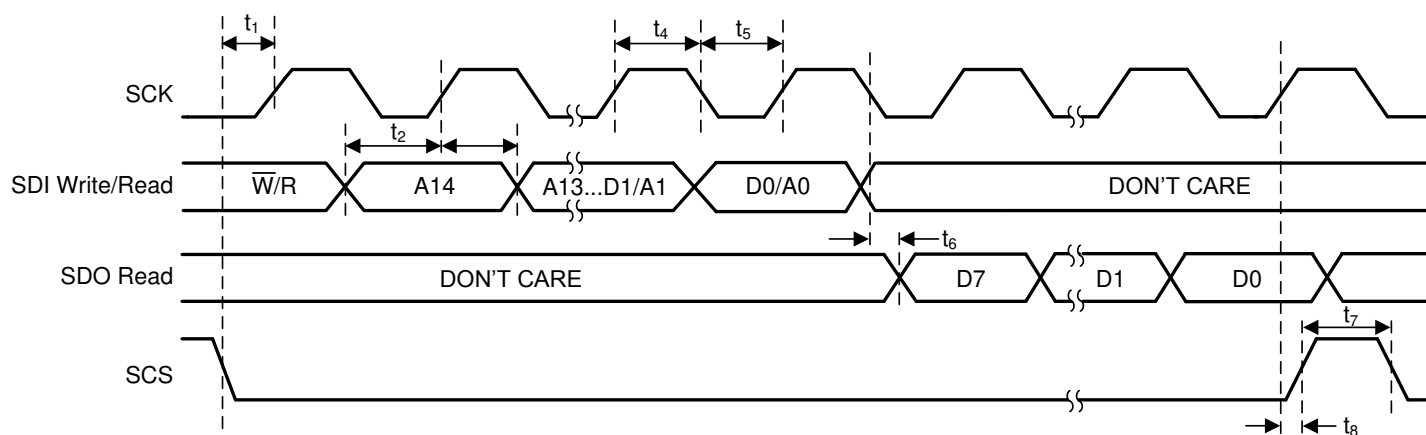 t1
t4
t5
SCK
t2
SDI Write/Read
W̅/R
A14
A13...D1/A1
D0/A0
DON'T CARE
t6
SDO Read
DON'T CARE
D7
D1
D0
t7
SCS
t8